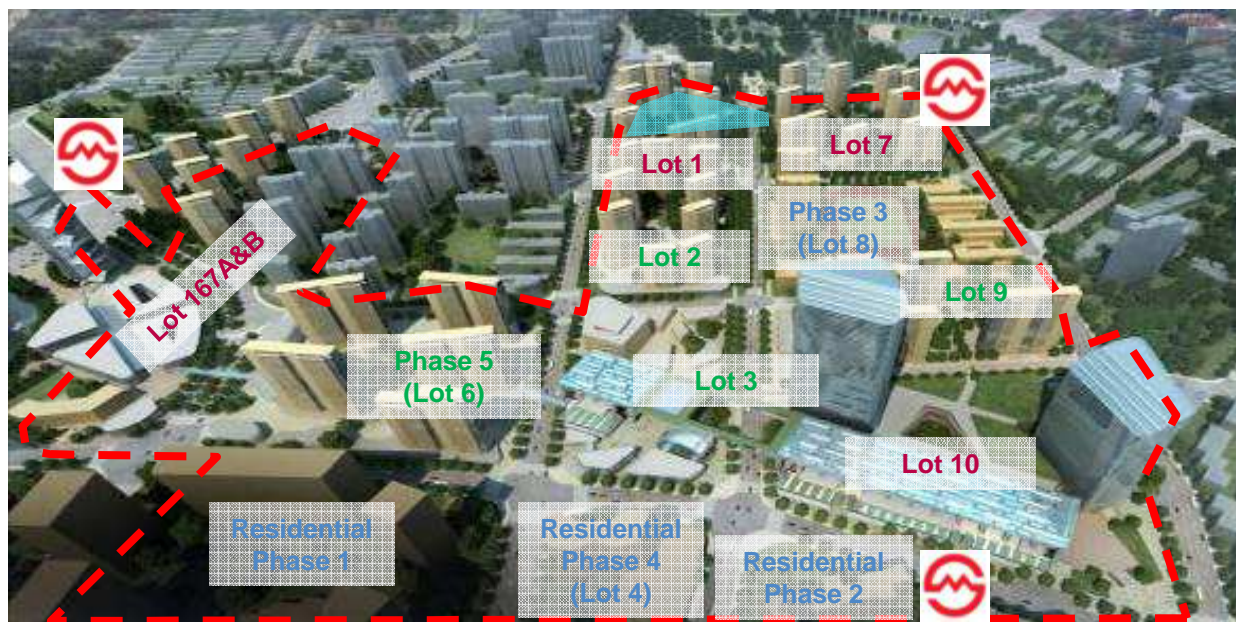 Lot 1
Lot 7
Phase 3
(Lot 8)
Lot 167A&B
Lot 2
Lot 9
Phase 5
(Lot 6)
Lot 3
Lot 10
Residential
Phase 1
Residential
Phase 4
(Lot 4)
Residential
Phase 2